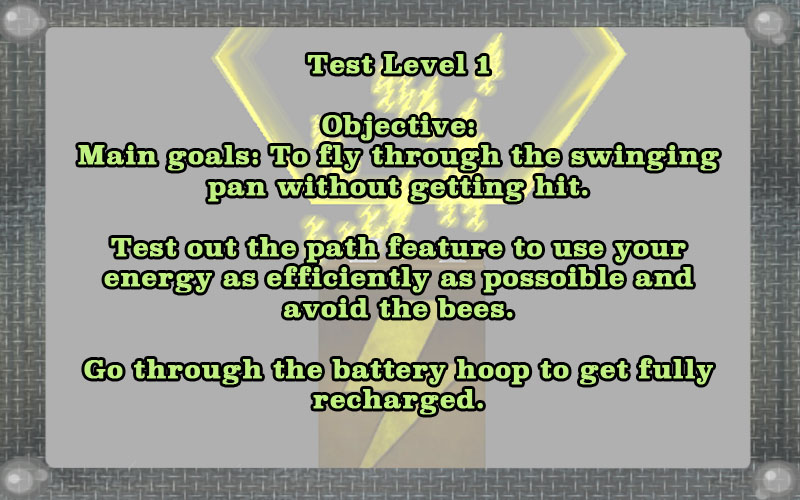 Test Level 1
Objective:
Main goals: To fly through the swinging
pan without getting hit.
Test out the path feature to use your
energy as efficiently as possoible and
avoid the bees.
Go through the battery hoop to get fully
recharged.